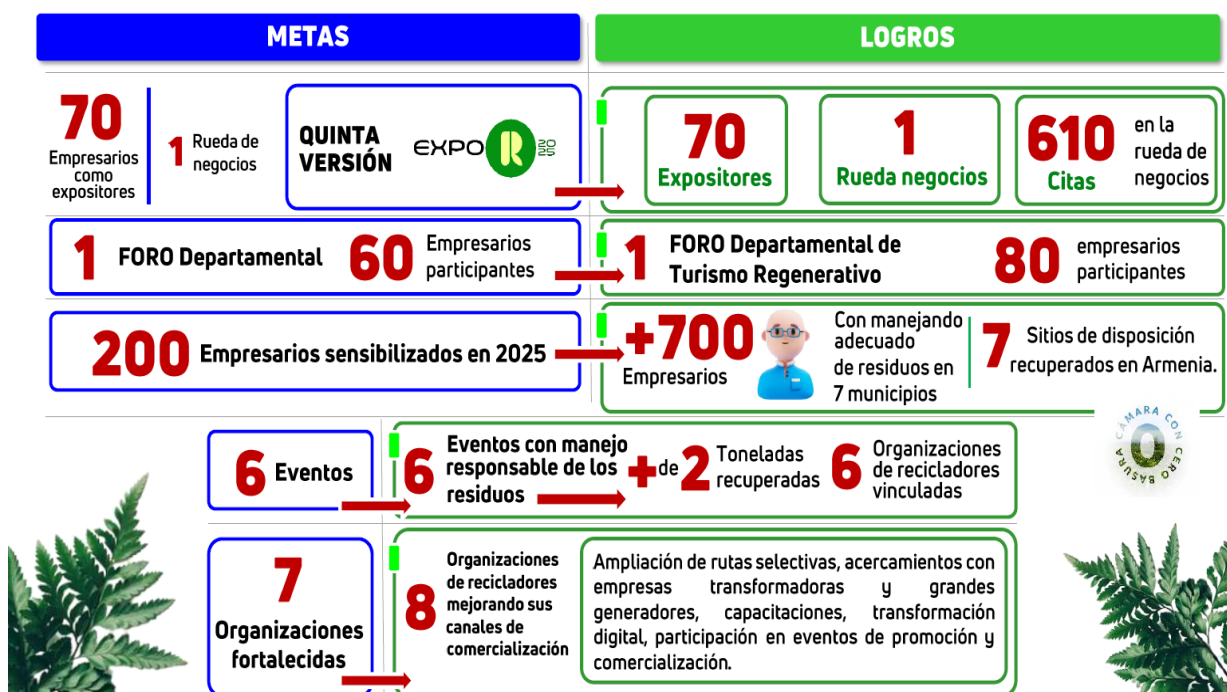 METAS
LOGROS
70
Empresarios
como
expositores
1 Rueda de
negocios
QUINTA
VERSIÓN
EXPO R 2025
70
Expositores
1
Rueda negocios
610
Citas
en la
rueda de
negocios
1 FORO Departamental
60 Empresarios
participantes
1 FORO Departamental de
Turismo Regenerativo
80 empresarios
participantes
200 Empresarios sensibilizados en 2025
+700
Empresarios
Con manejando
adecuado
de residuos en
7 municipios
7 Sitios de disposición
recuperados en Armenia.
CÁMARA CON
0
CERO BASURA
6 Eventos
6 Eventos con manejo
responsable de los
residuos
+ de 2 Toneladas
recuperadas
6 Organizaciones
de recicladores
vinculadas
7
Organizaciones
fortalecidas
8 Organizaciones
de recicladores
mejorando sus
canales de
comercialización
Ampliación de rutas selectivas, acercamientos con
empresas transformadoras y grandes
generadores, capacitaciones, transformación
digital, participación en eventos de promoción y
comercialización.